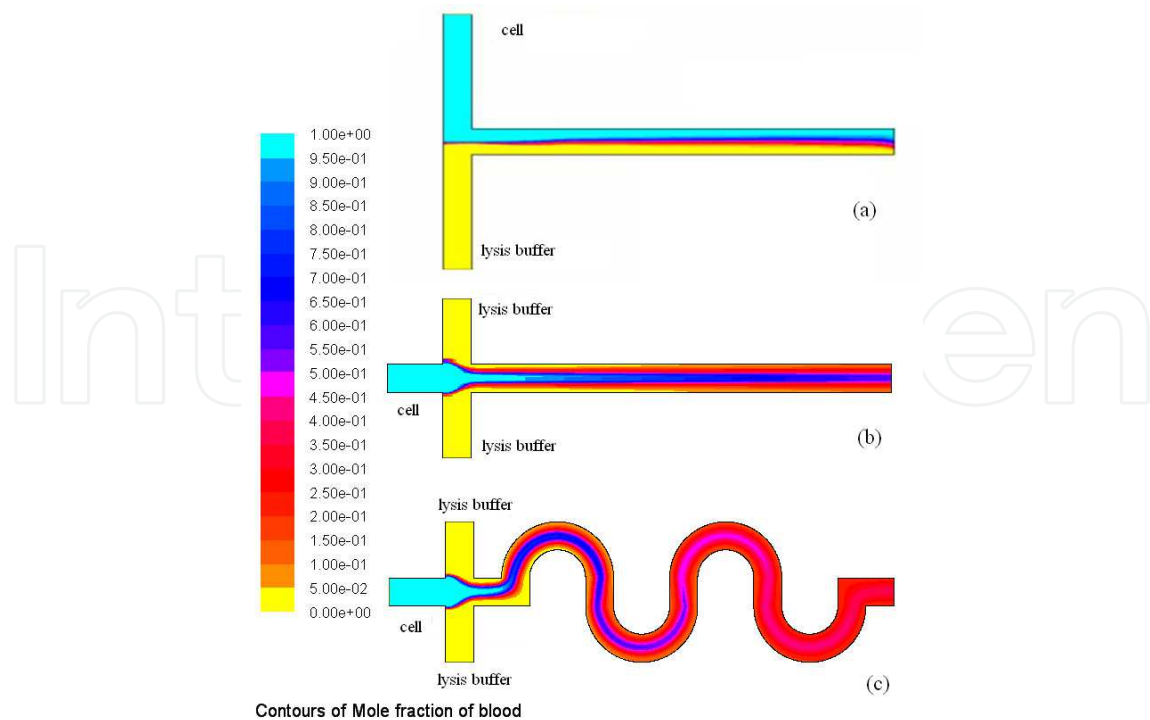 cell
1.00e+00
9.50e-01
9.00e-01
8.50e-01
8.00e-01
7.50e-01
7.00e-01
6.50e-01
6.00e-01
5.50e-01
5.00e-01
4.50e-01
4.00e-01
3.50e-01
3.00e-01
2.50e-01
2.00e-01
1.50e-01
1.00e-01
5.00e-02
0.00e+00
(a)
lysis buffer
lysis buffer
cell
(b)
lysis buffer
lysis buffer
cell
lysis buffer
(c)
Contours of Mole fraction of blood
Int
en